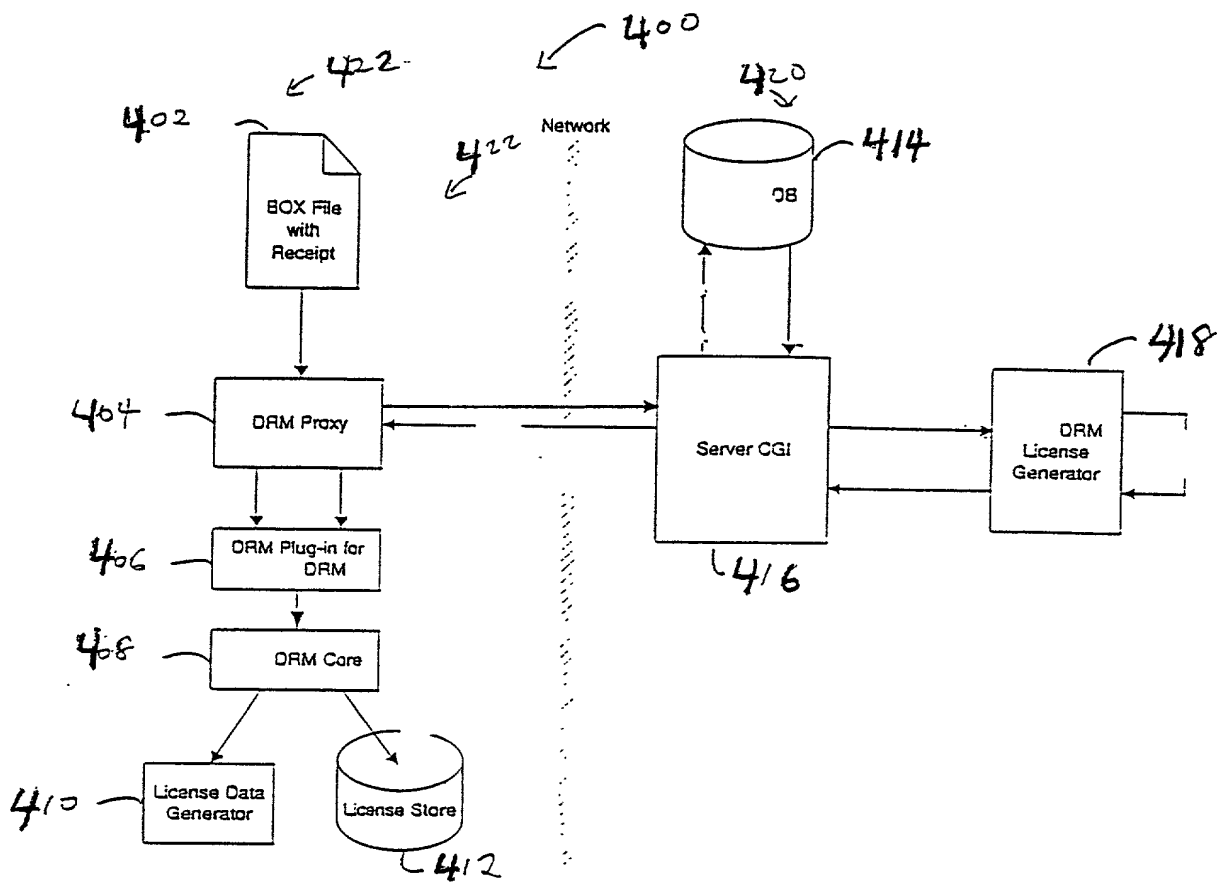 400
422
420
402
Network
422
414
BOX File
with
Receipt
DB
418
404
DRM Proxy
Server CGI
DRM
License
Generator
406
DRM Plug-in for
DRM
416
408
DRM Core
410
License Data
Generator
License Store
412